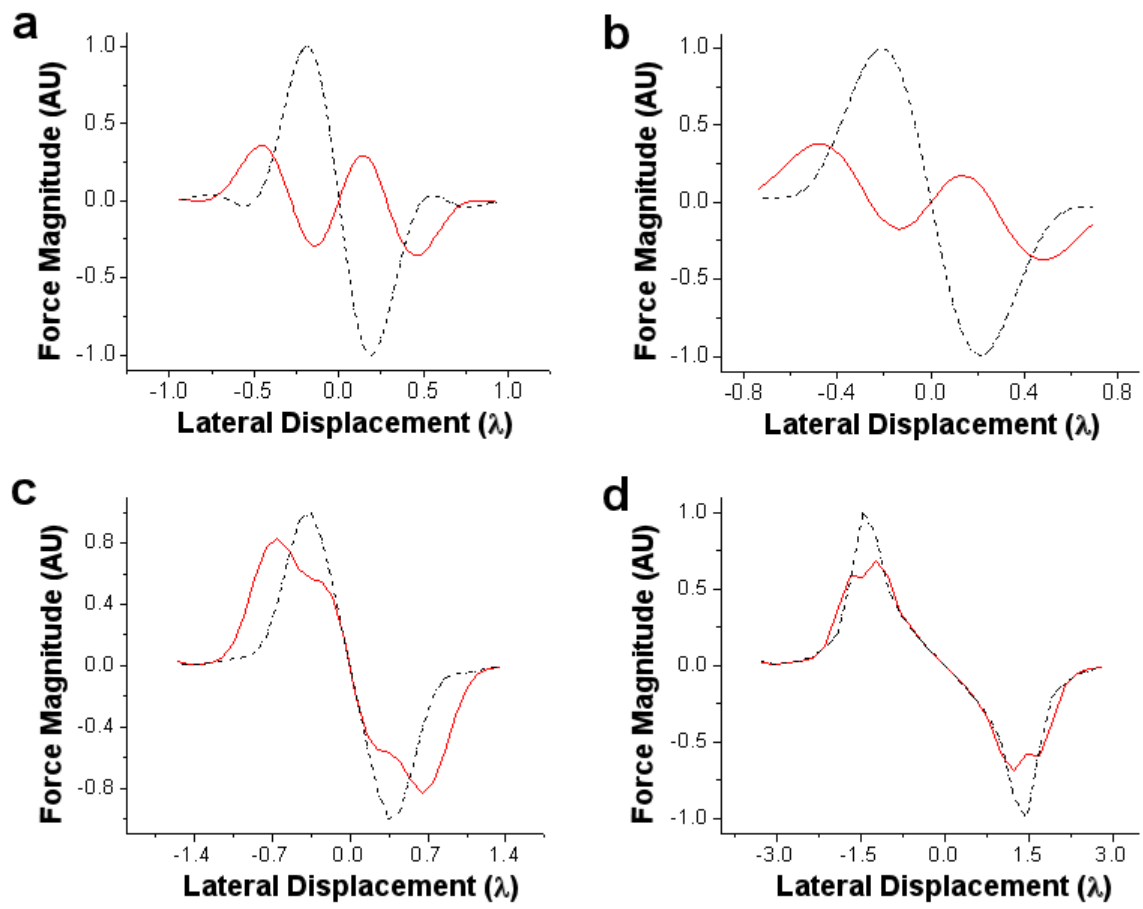 a
Force Magnitude (AU)
1.0
0.5
0.0
-0.5
-1.0
-1.0 -0.5 0.0 0.5 1.0
Lateral Displacement (λ)
b
Force Magnitude (AU)
1.0
0.5
0.0
-0.5
-1.0
-0.8 -0.4 0.0 0.4 0.8
Lateral Displacement (λ)
c
Force Magnitude (AU)
0.8
0.4
0.0
-0.4
-0.8
-1.4 -0.7 0.0 0.7 1.4
Lateral Displacement (λ)
d
Force Magnitude (AU)
1.0
0.5
0.0
-0.5
-1.0
-3.0 -1.5 0.0 1.5 3.0
Lateral Displacement (λ)